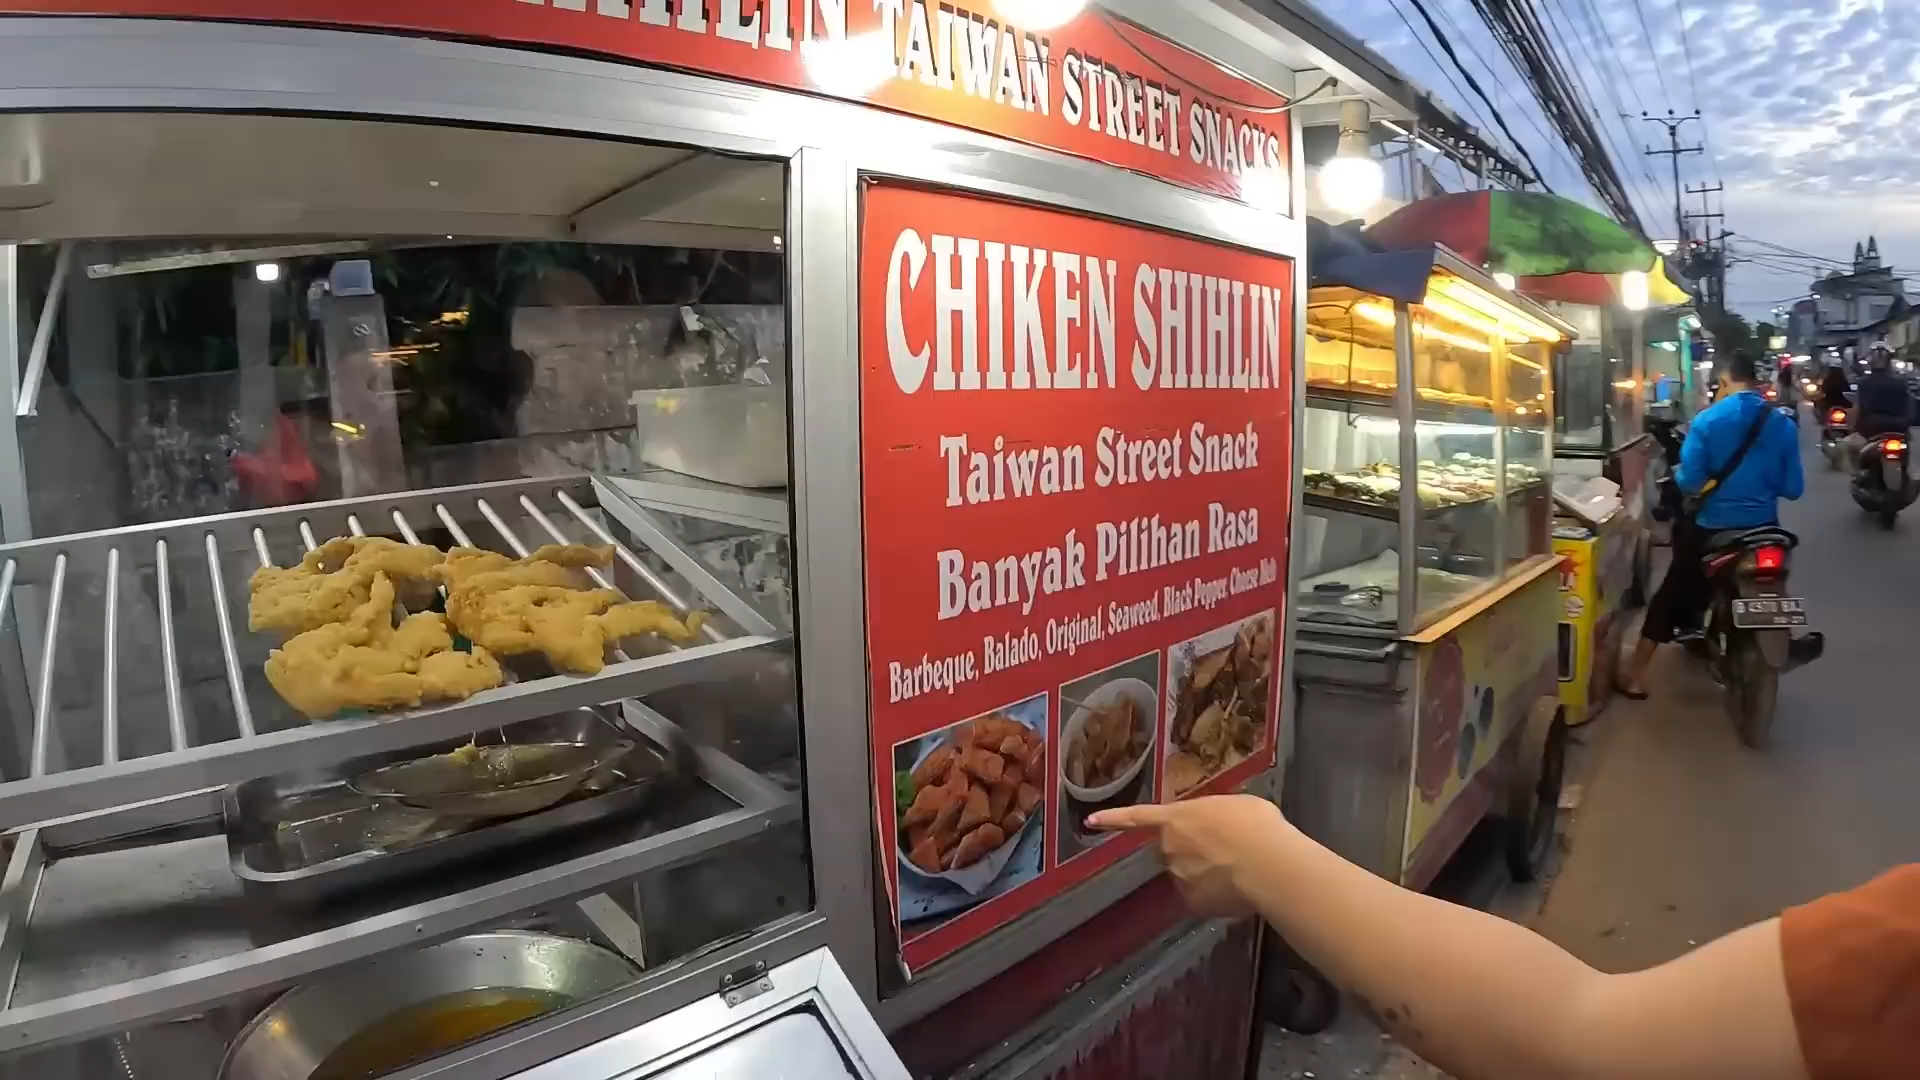 SHIHLIN TAIWAN STREET SNACKS
CHIKEN SHIHLIN
Taiwan Street Snack
Banyak Pilihan Rasa
Barbeque, Balado, Original, Seaweed, Black Pepper, Cheese Melt